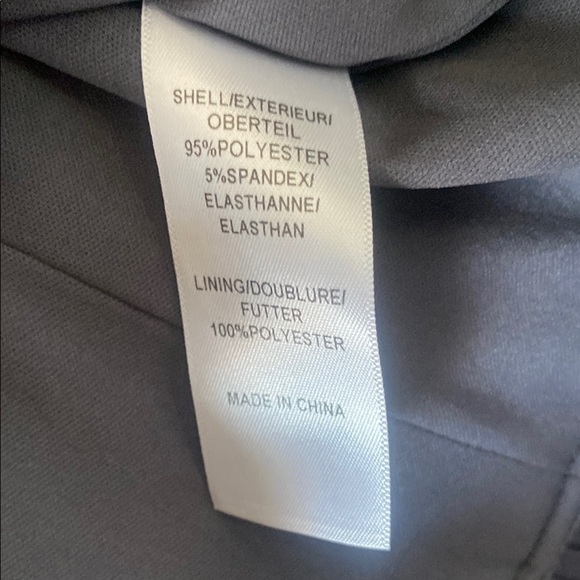 SHELL/EXTERIEUR/
OBERTEIL
95%POLYESTER
5%SPANDEX/
ELASTHANNE/
ELASTHAN
LINING/DOUBLURE/
FUTTER
100%POLYESTER
MADE IN CHINA